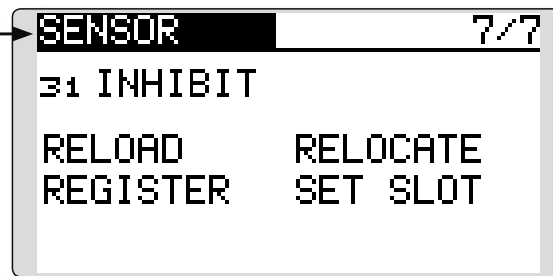 SENSOR 7/7
31 INHIBIT
RELOAD RELOCATE
REGISTER SET SLOT